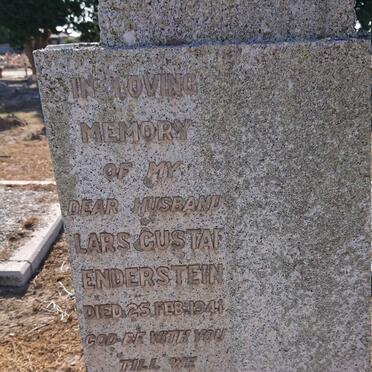 IN LOVING
MEMORY
OF MY
DEAR HUSBAND
LARS GUSTAF
ENDERSTEIN
DIED 25 FEB. 1941
GOD BE WITH YOU
TILL WE